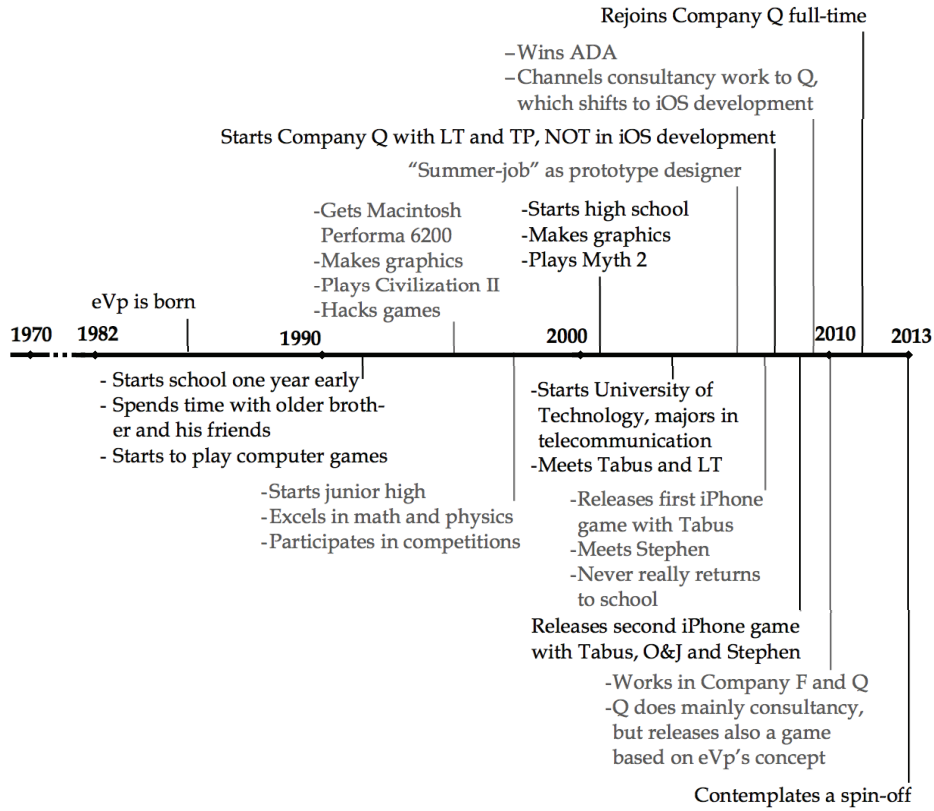 Rejoins Company Q full-time
–Wins ADA
–Channels consultancy work to Q,
which shifts to iOS development
Starts Company Q with LT and TP, NOT in iOS development
“Summer-job” as prototype designer
-Gets Macintosh
Performa 6200
-Makes graphics
-Plays Civilization II
-Hacks games
-Starts high school
-Makes graphics
-Plays Myth 2
eVp is born
1970 1982 1990 2000 2010 2013
- Starts school one year early
- Spends time with older broth-
er and his friends
- Starts to play computer games
-Starts University of
Technology, majors in
telecommunication
-Meets Tabus and LT
-Starts junior high
-Excels in math and physics
-Participates in competitions
-Releases first iPhone
game with Tabus
-Meets Stephen
-Never really returns
to school
Releases second iPhone game
with Tabus, O&J and Stephen
-Works in Company F and Q
-Q does mainly consultancy,
but releases also a game
based on eVp’s concept
Contemplates a spin-off